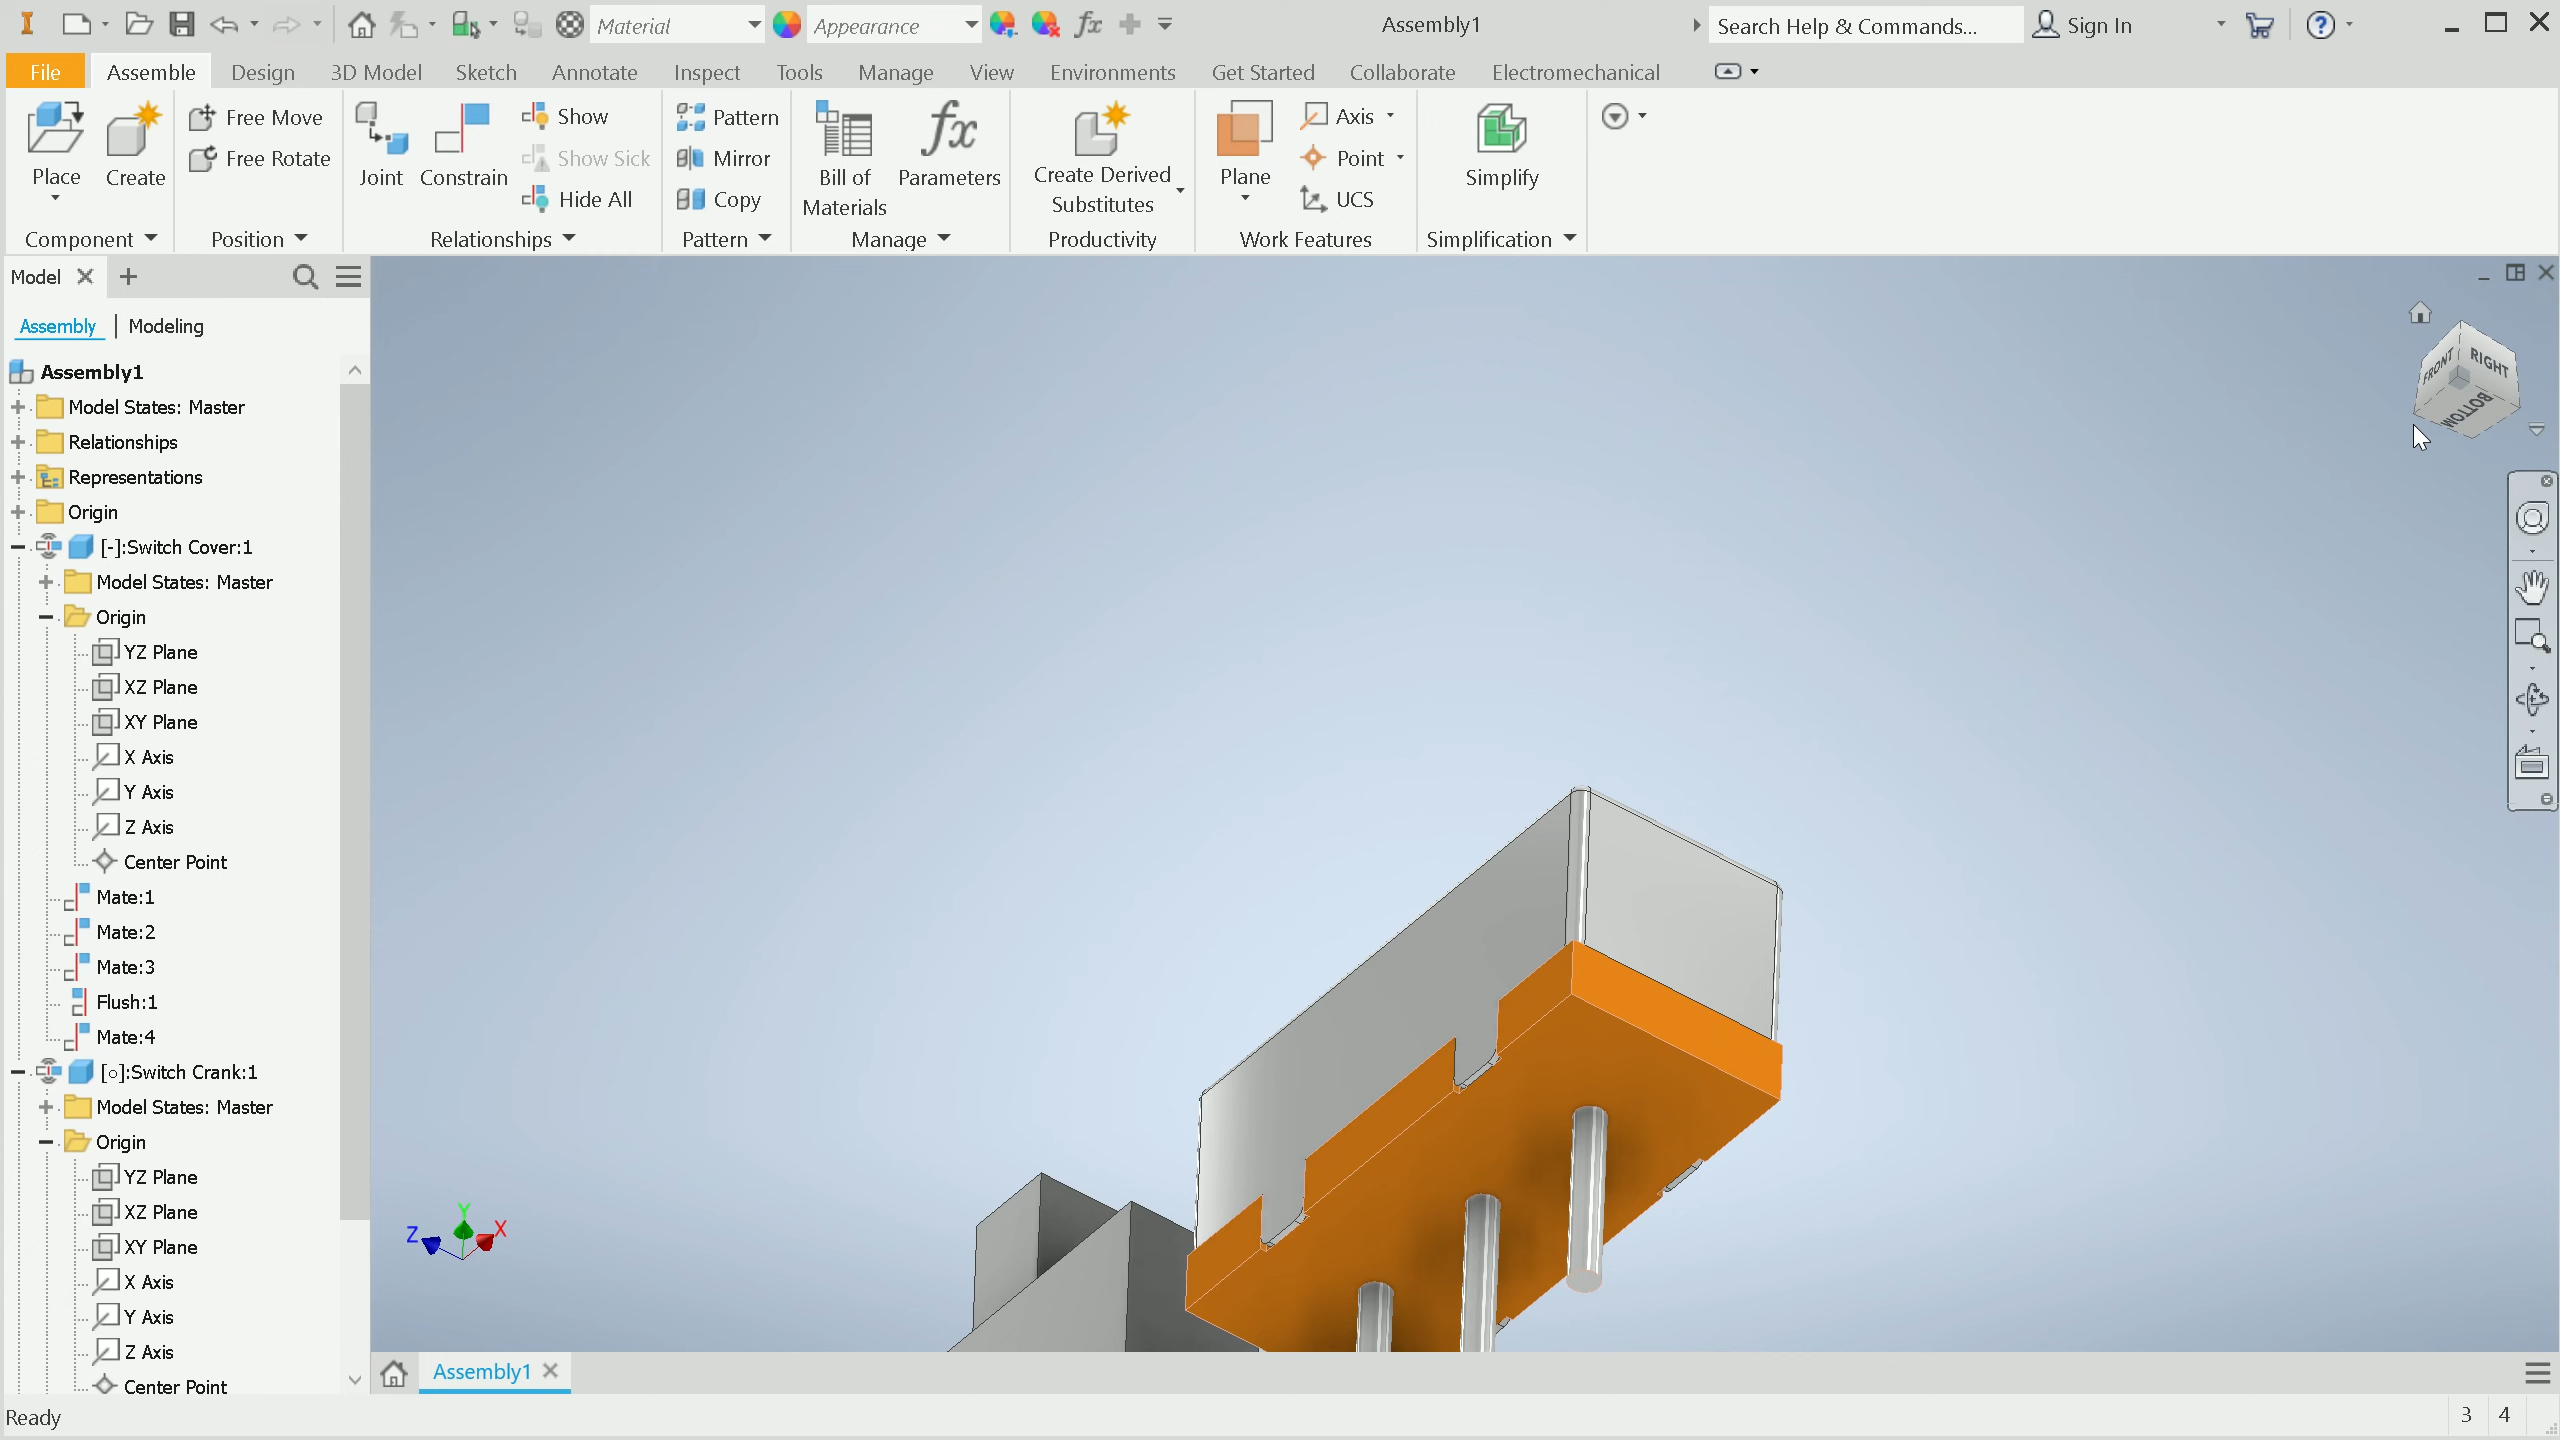 Material
Appearance
Assembly1
Search Help & Commands...
Sign In
File
Assemble
Design
3D Model
Sketch
Annotate
Inspect
Tools
Manage
View
Environments
Get Started
Collaborate
Electromechanical
Place
Create
Free Move
Free Rotate
Joint
Constrain
Show
Show Sick
Hide All
Pattern
Mirror
Copy
Bill of
Materials
fx
Parameters
Create Derived
Substitutes
Plane
Axis
Point
UCS
Simplify
Component
Position
Relationships
Pattern
Manage
Productivity
Work Features
Simplification
Model
Assembly | Modeling
Assembly1
Model States: Master
Relationships
Representations
Origin
[-]:Switch Cover:1
Model States: Master
Origin
YZ Plane
XZ Plane
XY Plane
X Axis
Y Axis
Z Axis
Center Point
Mate:1
Mate:2
Mate:3
Flush:1
Mate:4
[○]:Switch Crank:1
Model States: Master
Origin
YZ Plane
XZ Plane
XY Plane
X Axis
Y Axis
Z Axis
Center Point
FRONT
RIGHT
BOTTOM
Z
Y
X
Assembly1
Ready
3
4